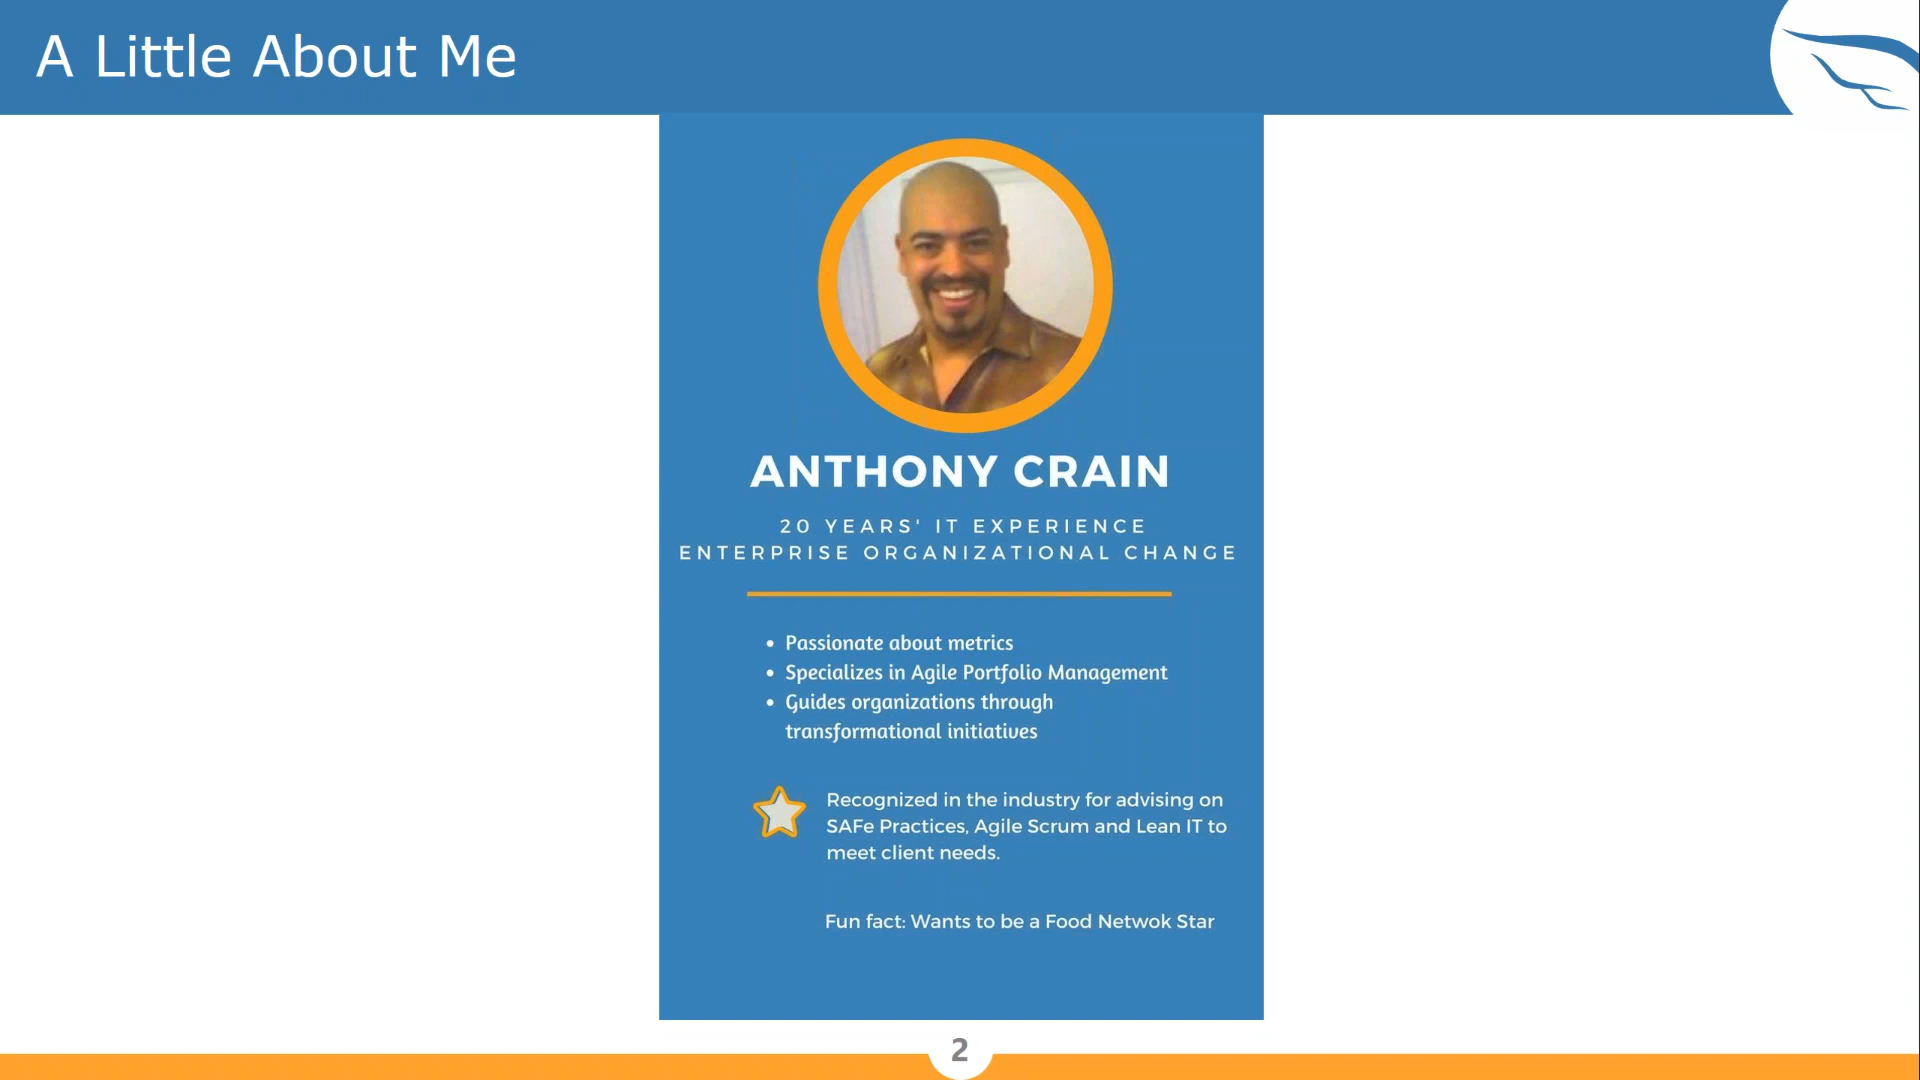 A Little About Me
ANTHONY CRAIN
20 YEARS' IT EXPERIENCE
ENTERPRISE ORGANIZATIONAL CHANGE
• Passionate about metrics
• Specializes in Agile Portfolio Management
• Guides organizations through
transformational initiatives
Recognized in the industry for advising on
SAFe Practices, Agile Scrum and Lean IT to
meet client needs.
Fun fact: Wants to be a Food Netwok Star
2